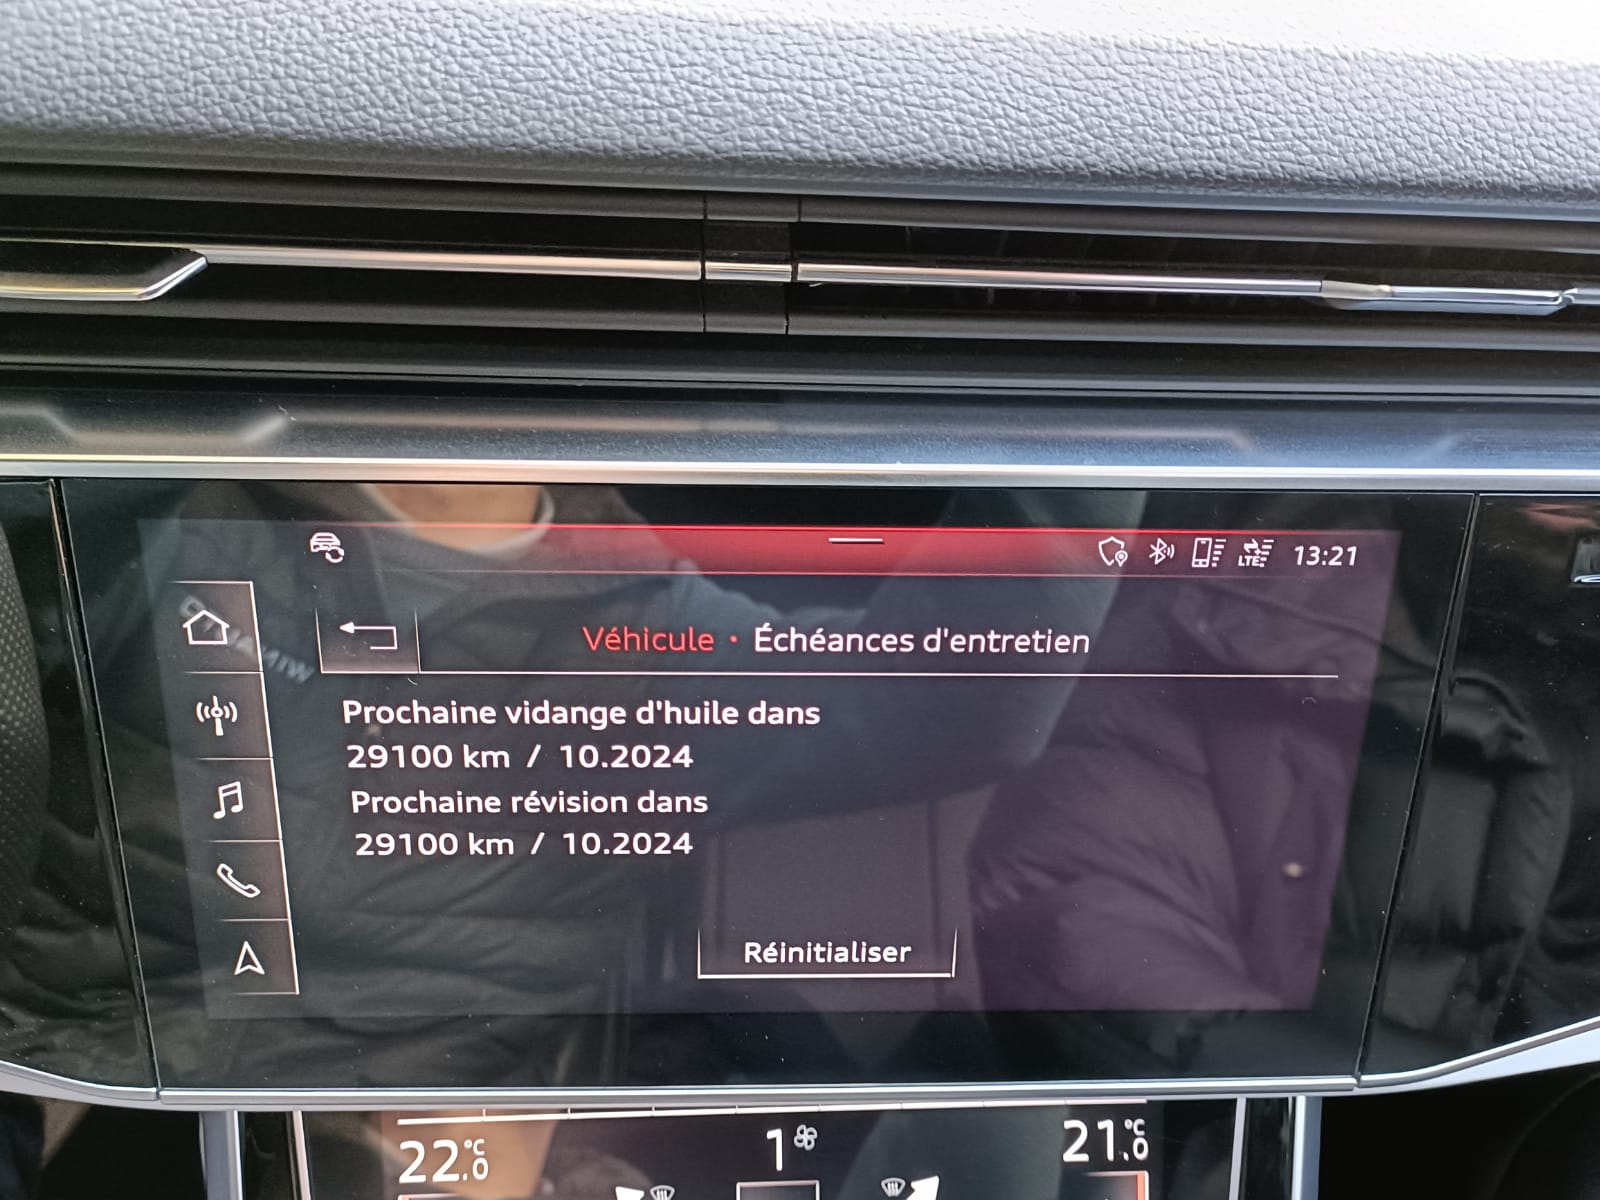 LTE
13:21
Véhicule · Échéances d'entretien
Prochaine vidange d'huile dans
29100 km / 10.2024
Prochaine révision dans
29100 km / 10.2024
Réinitialiser
22.0°C
1
21.0°C